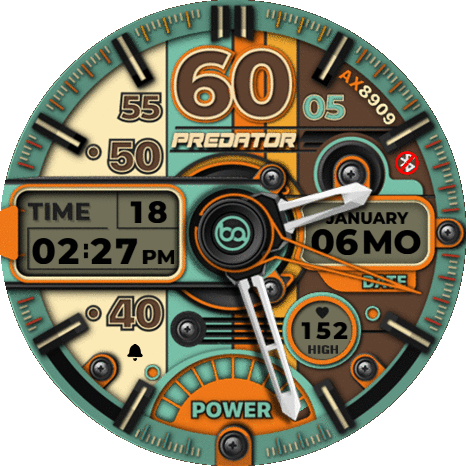 60
55
05
AX8909
50
PREDATOR
TIME 18
02:27 PM
JANUARY
06 MO
DATE
40
152
HIGH
POWER